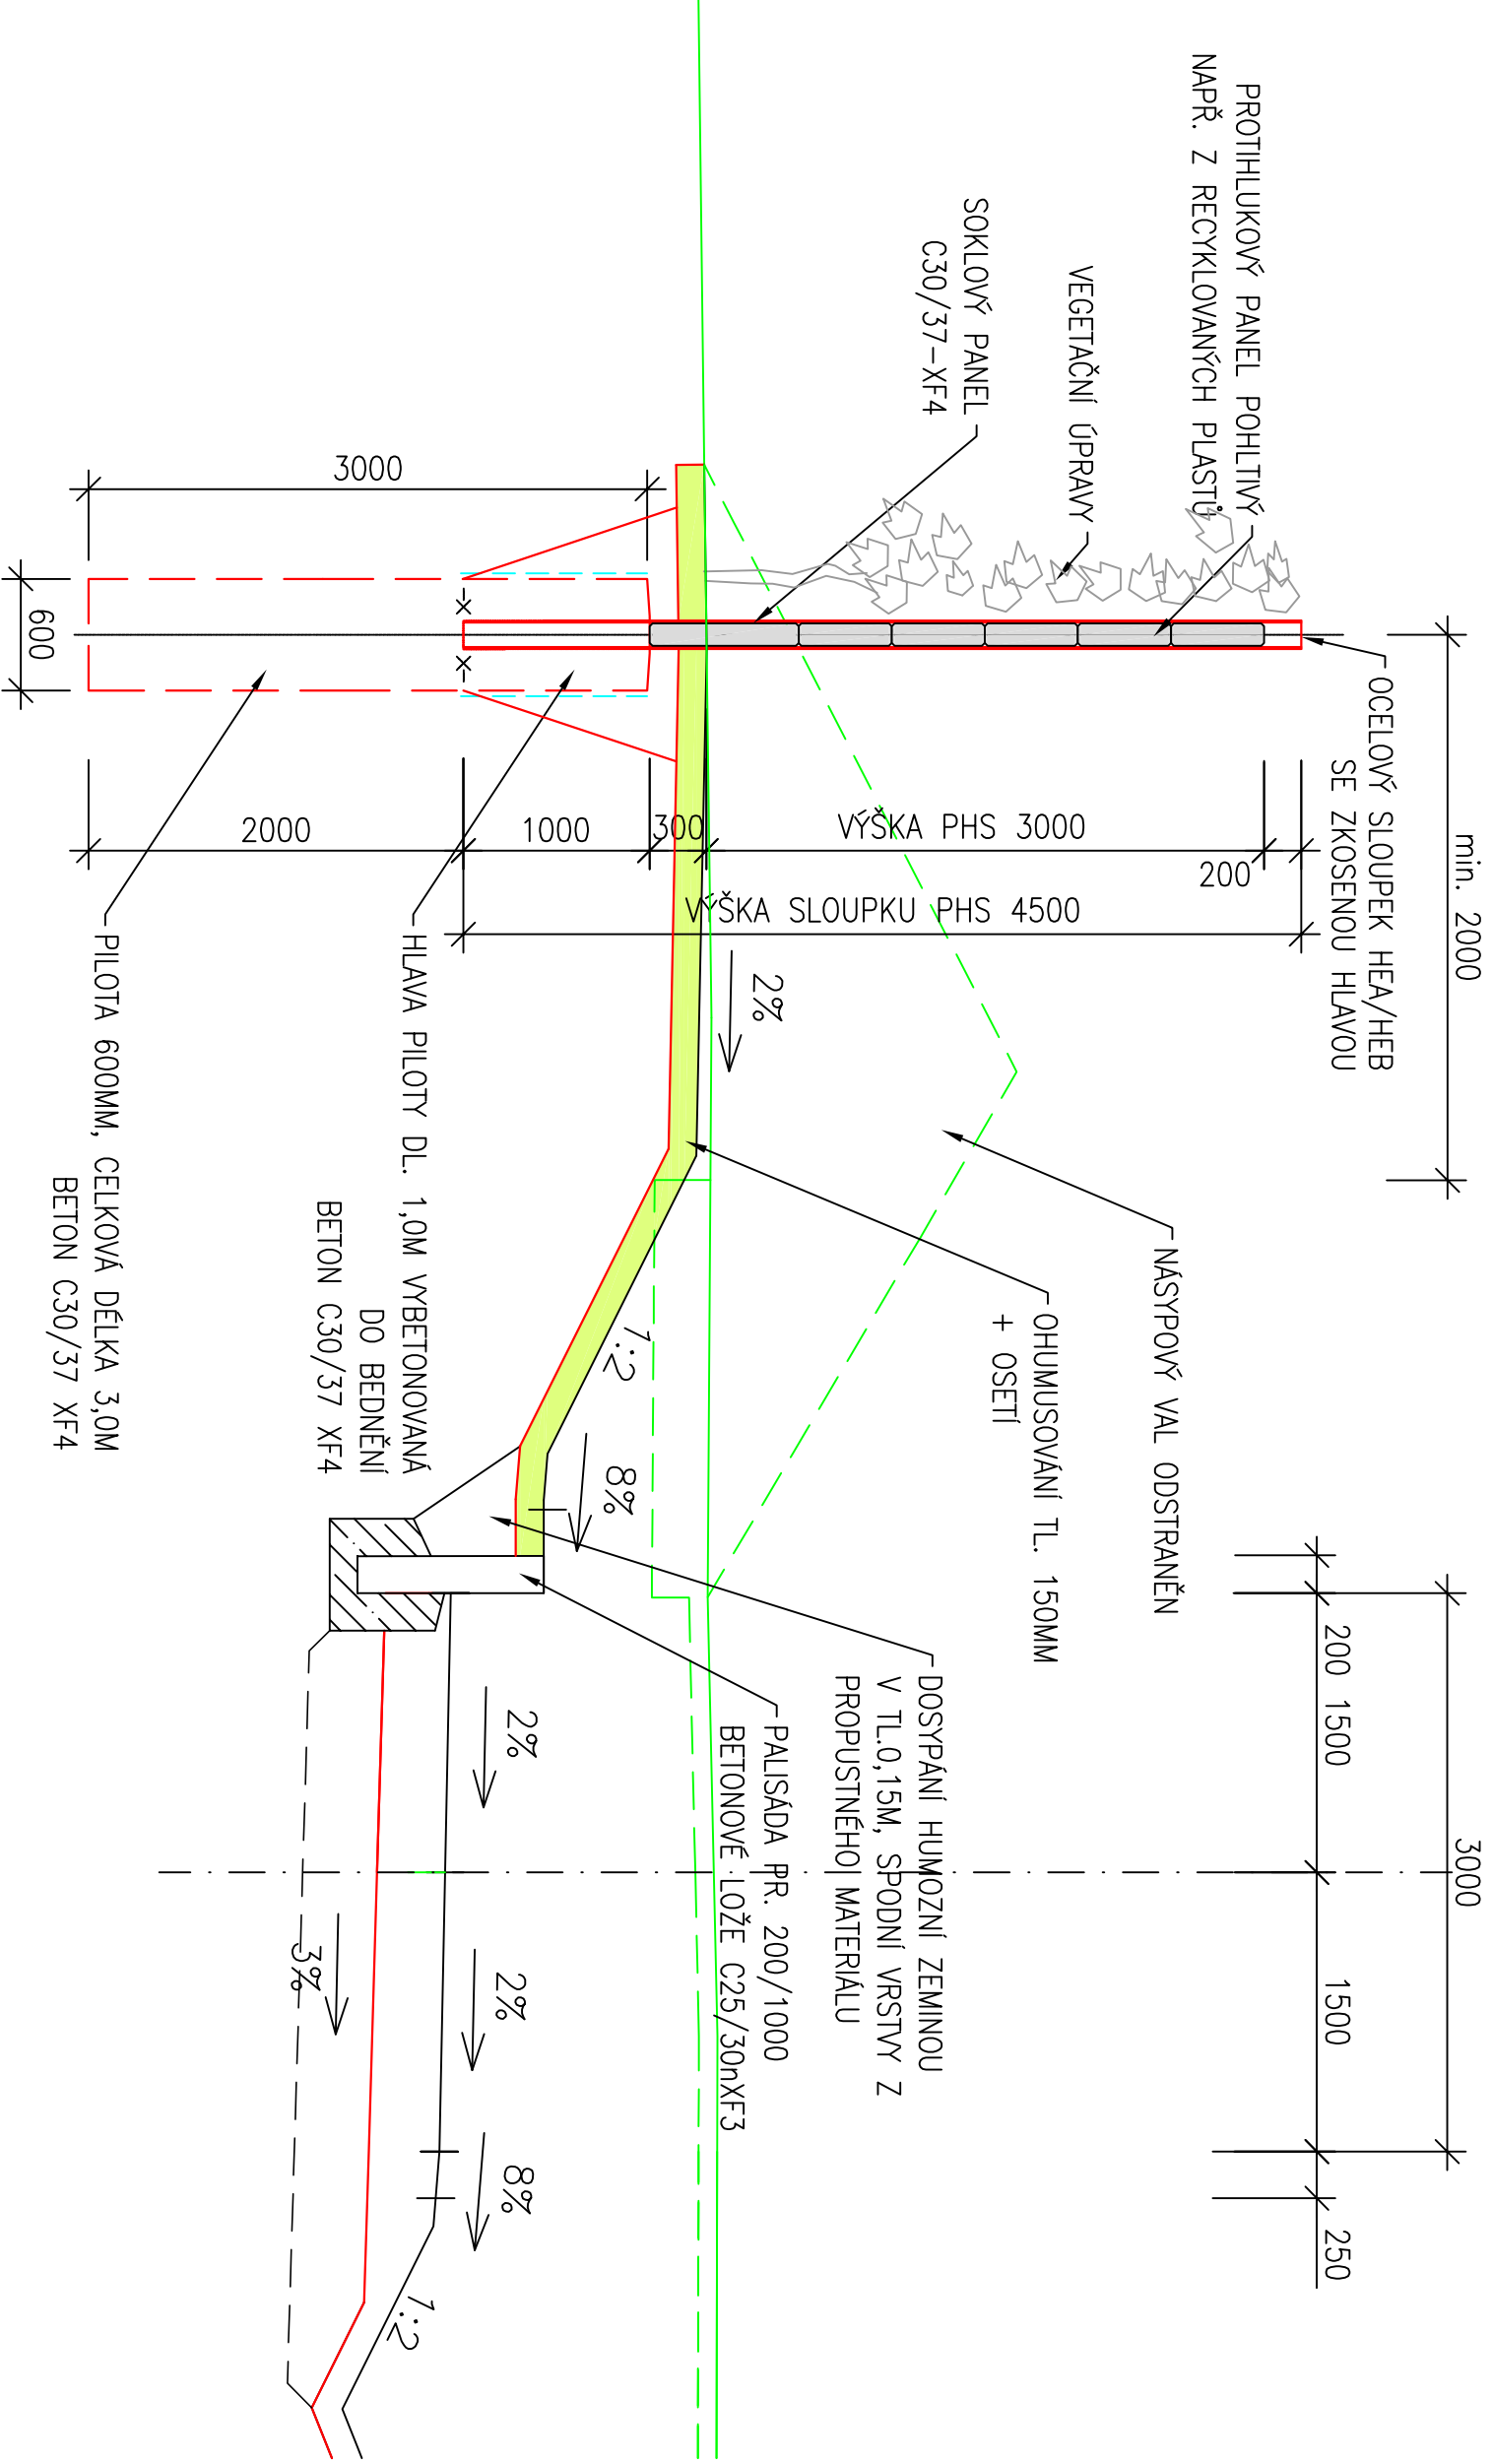 PROTIHLUKOVÝ PANEL POHLTIVÝ
NAPŘ. Z RECYKLOVANÝCH PLASTŮ
VEGETAČNÍ ÚPRAVY
SOKLOVÝ PANEL
C30/37-XF4
3000
600
min. 2000
OCELOVÝ SLOUPEK HEA/HEB
SE ZKOSENOU HLAVOU
200
VÝŠKA PHS 3000
300
1000
2000
VÝŠKA SLOUPKU PHS 4500
2%
HLAVA PILOTY DL. 1,0M VYBETONOVANÁ
DO BEDNĚNÍ
BETON C30/37 XF4
PILOTA 600MM, CELKOVÁ DÉLKA 3,0M
BETON C30/37 XF4
NÁSYPOVÝ VAL ODSTRANĚN
OHUMUSOVÁNÍ TL. 150MM
+ OSETÍ
1:2
8%
3000
200
1500
1500
250
DOSYPÁNÍ HUMOZNÍ ZEMINOU
V TL.0,15M, SPODNÍ VRSTVY Z
PROPUSTNÉHO MATERIÁLU
PALISÁDA PR. 200/1000
BETONOVÉ LOŽE C25/30nXF3
2%
2%
3%
8%
1:2